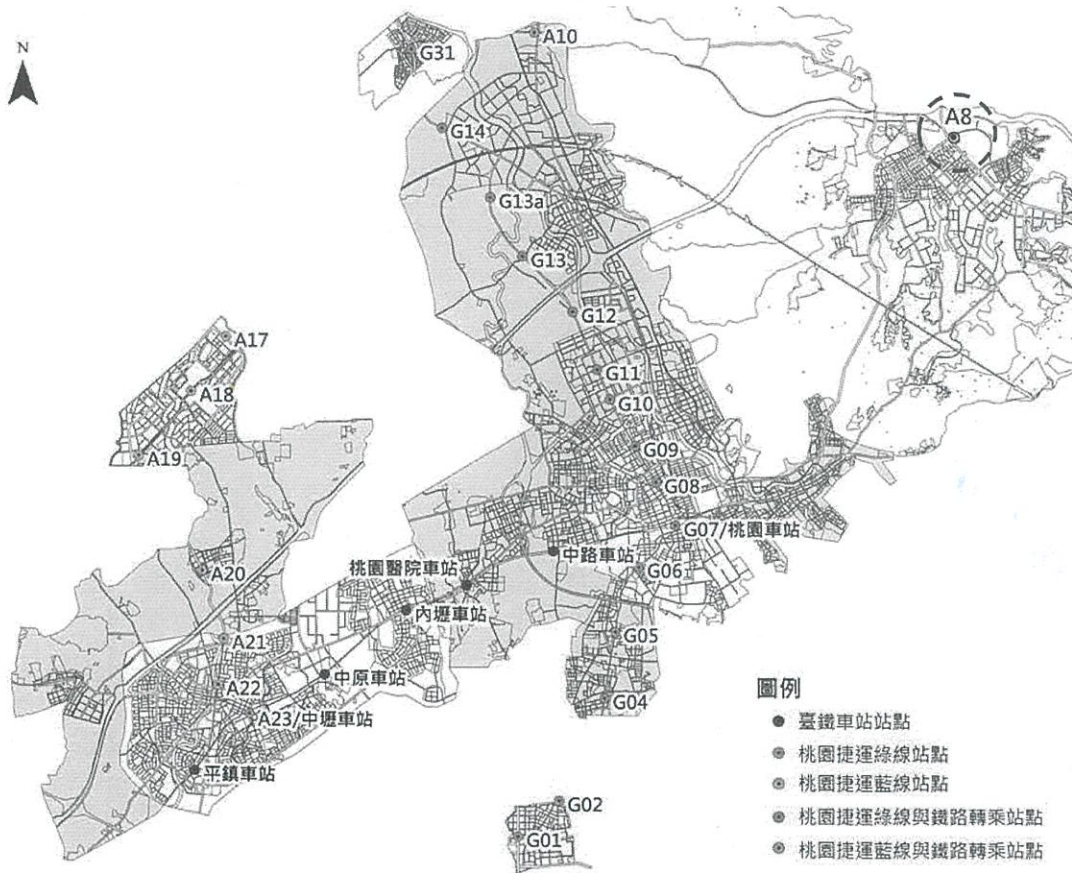 N
G31
A10
A8
G14
G13a
G13
G12
A17
G11
A18
G10
A19
G09
G08
G07/桃園車站
中路車站
A20
桃園醫院車站
G06
內壢車站
A21
G05
中原車站
A22
G04
A23/中壢車站
平鎮車站
G02
G01
圖例
臺鐵車站站點
桃園捷運綠線站點
桃園捷運藍線站點
桃園捷運綠線與鐵路轉乘站點
桃園捷運藍線與鐵路轉乘站點